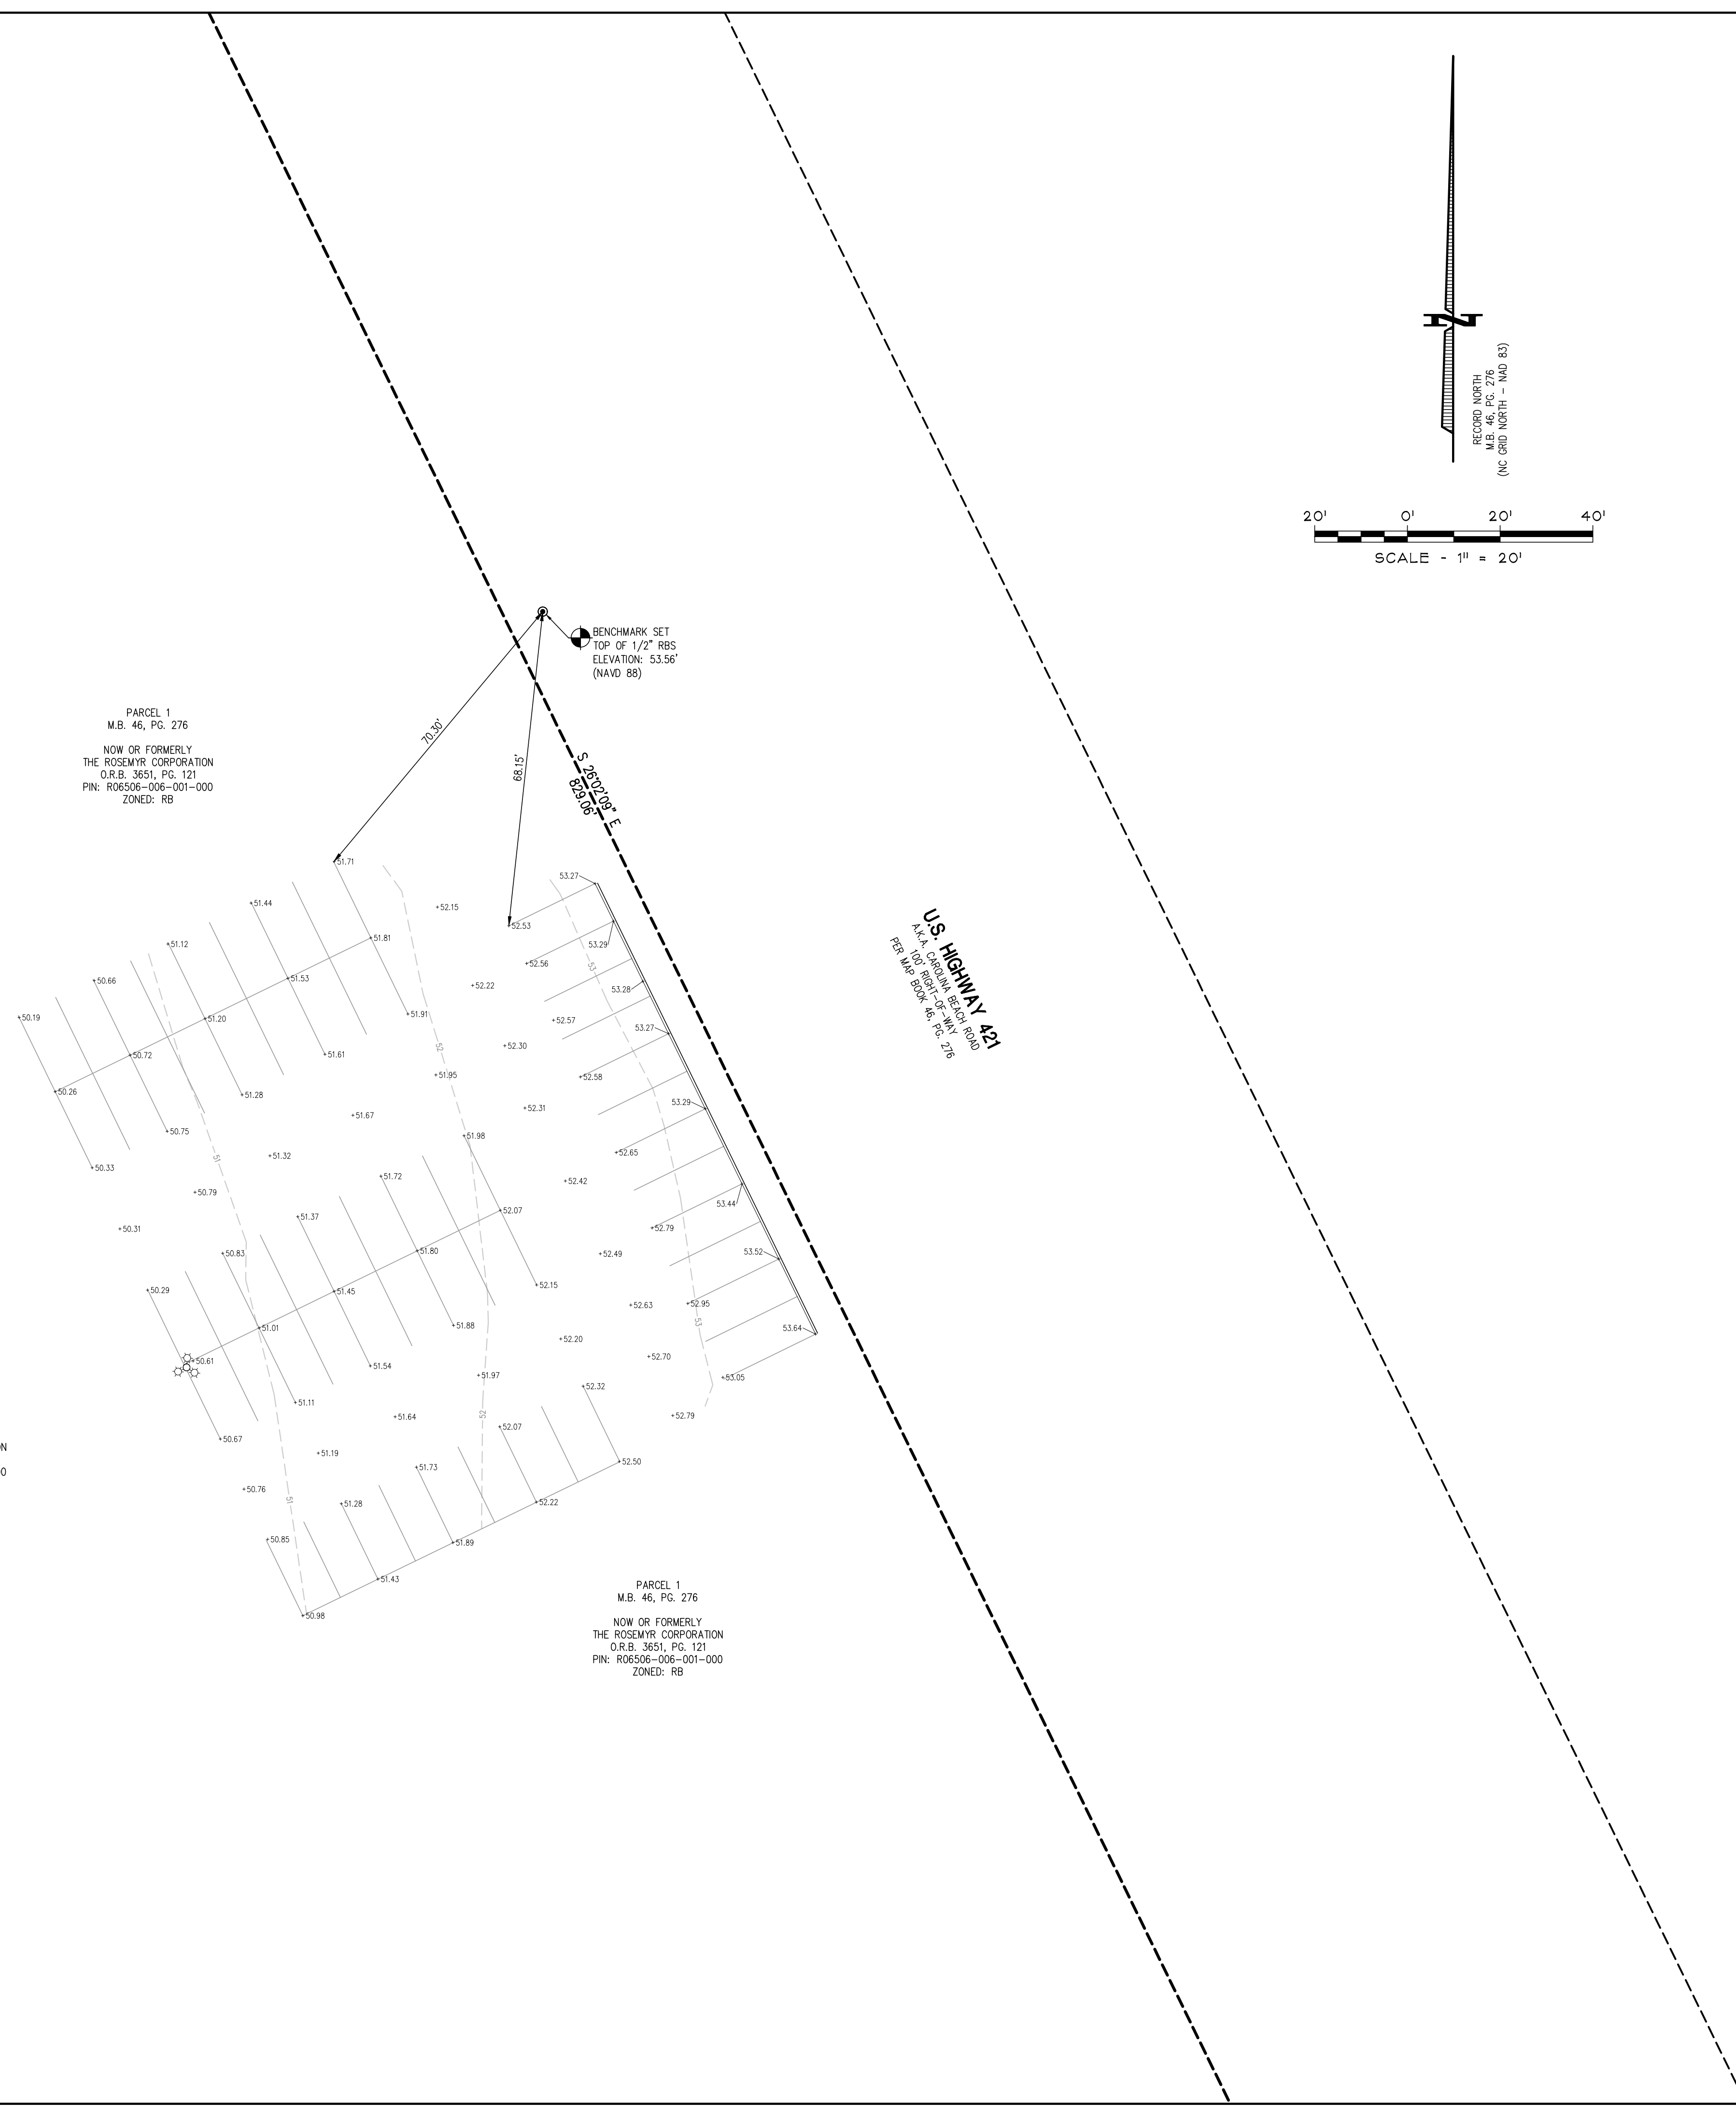 RECORD NORTH
M.B. 46, PG. 276
(NC GRID NORTH - NAD 83)
20' 0' 20' 40'
SCALE - 1" = 20'
BENCHMARK SET
TOP OF 1/2" RBS
ELEVATION: 53.56'
(NAVD 88)
PARCEL 1
M.B. 46, PG. 276
NOW OR FORMERLY
THE ROSEMYR CORPORATION
O.R.B. 3651, PG. 121
PIN: R06506-006-001-000
ZONED: RB
70.30'
68.15'
S 26°02'09" E
829.06'
U.S. HIGHWAY 421
A.K.A. CAROLINA BEACH ROAD
100' RIGHT-OF-WAY
PER MAP BOOK 46, PG. 276
51.71
53.27
51.44
52.15
52.53
51.81
51.12
53.29
52.56
53
51.53
50.66
52.22
53.28
51.91
50.19
51.20
52.57
53.27
52.30
52
51.61
50.72
51.95
52.58
50.26
51.28
53.29
52.31
51.67
50.75
51.98
52.65
51.32
51
50.33
51.72
52.42
50.79
53.44
52.07
51.37
50.31
52.79
51.80
53.52
52.49
50.83
52.15
50.29
51.45
52.63
52.95
53
51.01
51.88
53.64
52.20
52.70
50.61
51.54
51.97
53.05
52.32
51.11
51.64
52
52.79
52.07
50.67
51.19
52.50
51.73
50.76
51
51.28
52.22
50.85
51.89
51.43
50.98
N
0
PARCEL 1
M.B. 46, PG. 276
NOW OR FORMERLY
THE ROSEMYR CORPORATION
O.R.B. 3651, PG. 121
PIN: R06506-006-001-000
ZONED: RB